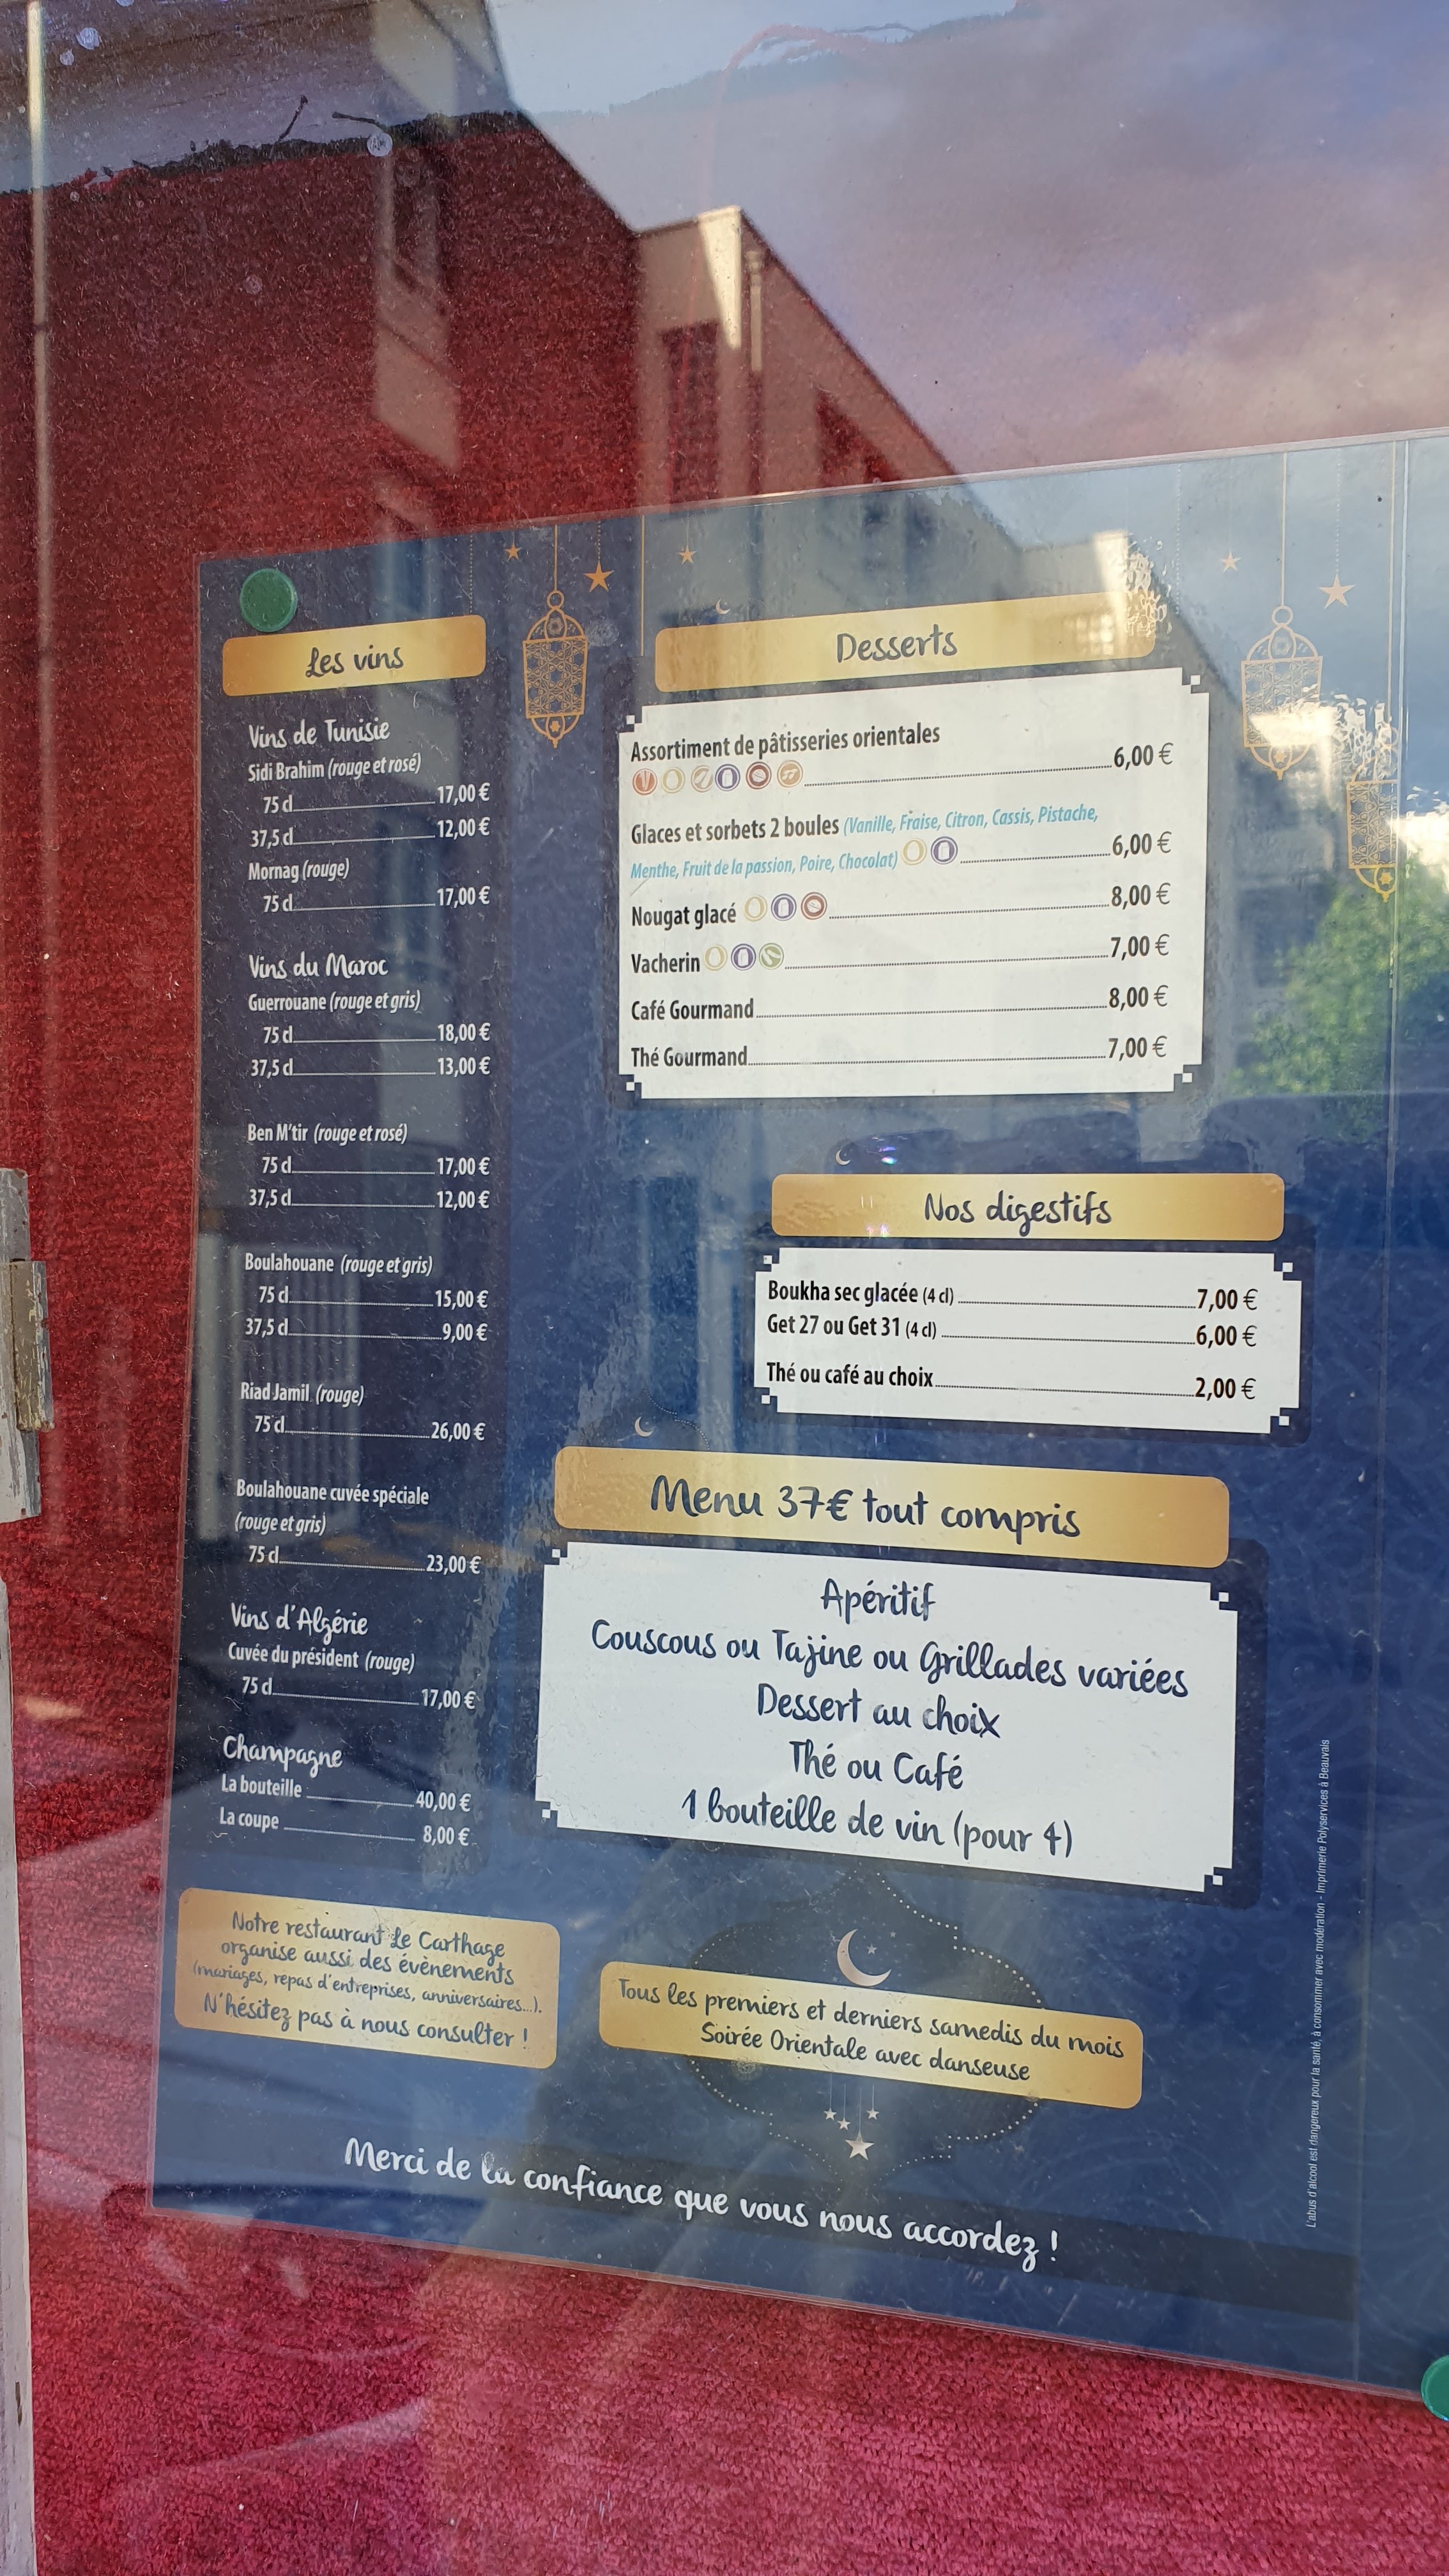 Les vins
Vins de Tunisie
Sidi Brahim (rouge et rosé)
75 cl 17,00 €
37,5 cl 12,00 €
Mornag (rouge)
75 cl 17,00 €
Vins du Maroc
Guerrouane (rouge et gris)
75 cl 18,00 €
37,5 cl 13,00 €
Ben M'tir (rouge et rosé)
75 cl 17,00 €
37,5 cl 12,00 €
Boulahouane (rouge et gris)
75 cl 15,00 €
37,5 cl 9,00 €
Riad Jamil (rouge)
75 cl 26,00 €
Boulahouane cuvée spéciale
(rouge et gris)
75 cl 23,00 €
Vins d'Algérie
Cuvée du président (rouge)
75 cl 17,00 €
Champagne
La bouteille 40,00 €
La coupe 8,00 €
Notre restaurant Le Carthage
organise aussi des évènements
(mariages, repas d'entreprises, anniversaires...).
N'hésitez pas à nous consulter !
Desserts
Assortiment de pâtisseries orientales
6,00 €
Glaces et sorbets 2 boules (Vanille, Fraise, Citron, Cassis, Pistache,
Menthe, Fruit de la passion, Poire, Chocolat) 6,00 €
Nougat glacé 8,00 €
Vacherin 7,00 €
Café Gourmand 8,00 €
Thé Gourmand 7,00 €
Nos digestifs
Boukha sec glacée (4 cl) 7,00 €
Get 27 ou Get 31 (4 cl) 6,00 €
Thé ou café au choix 2,00 €
Menu 37€ tout compris
Apéritif
Couscous ou Tajine ou Grillades variées
Dessert au choix
Thé ou Café
1 bouteille de vin (pour 4)
Tous les premiers et derniers samedis du mois
Soirée Orientale avec danseuse
Merci de la confiance que vous nous accordez !
L'abus d'alcool est dangereux pour la santé, à consommer avec modération - Imprimerie Polyservices à Beauvais